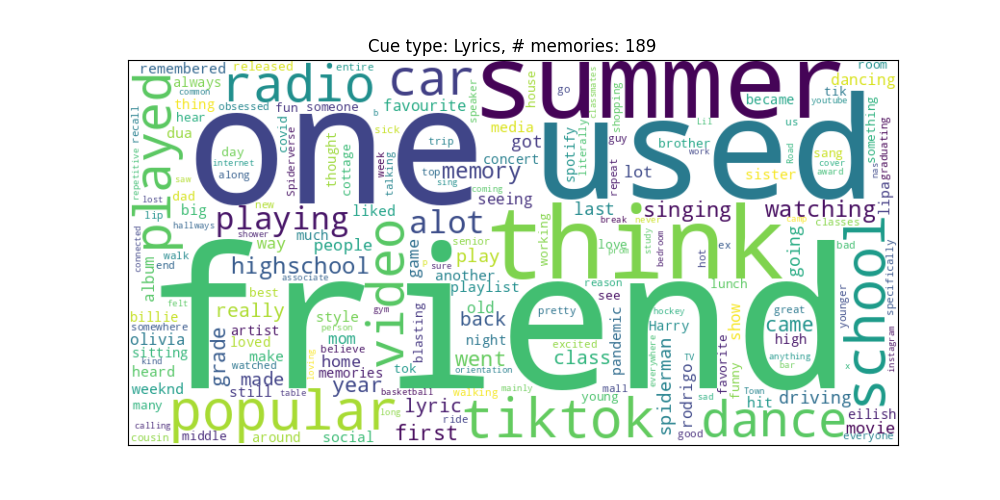 Cue type: Lyrics, # memories: 189
remembered released entire room
always radio car summer dancing
common thing obsessed fun someone favourite speaker house go classmates shopping tik youtube became
hear dua covid b sick media us something
played one used
repetitive recall day internet along Spiderverse thought cottage week talking trip top memory concert got spotify literally guy repeat brother work Lil Road sang cover award nas graduating
saw dad new sing coming seeing lot sister lipa
lost lip big playing liked alot last break singing never watching camp classes
hallways shower much people video game senior play working think love prom study bedroom ex hot going bad school
connected walk end album way highschool associate p sure another playlist reason lunch younger specifically
felt best really style gym old pretty see hockey great came
billie somewhere olivia artist person mom blasting back night excited pandemic Harry everywhere show high
sitting kind loved grade make believe home tok went class TV favorite funny anything bar
heard watched loving memories orientation friend x instagram
weeknd made still table year basketball walking mainly young mall spiderman rodrigo sad Town hit driving
many popular long lyric ride tiktok dance eilish
calling cousin middle around social first good movie everyone